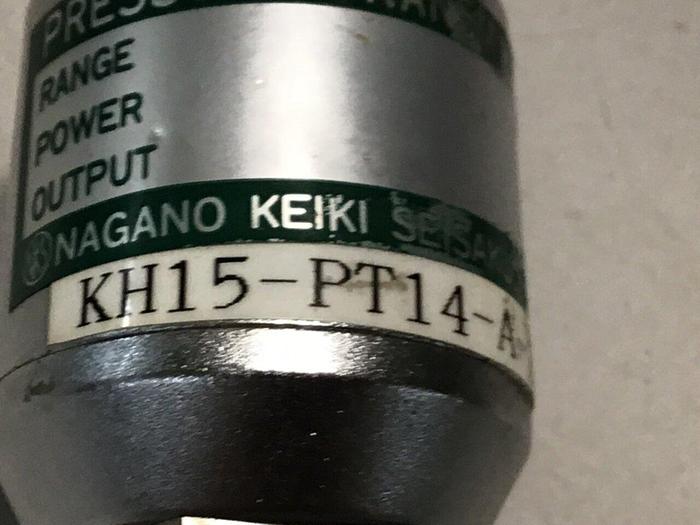 RANGE
POWER
OUTPUT
NAGANO KEIKI
KH15-PT14-A